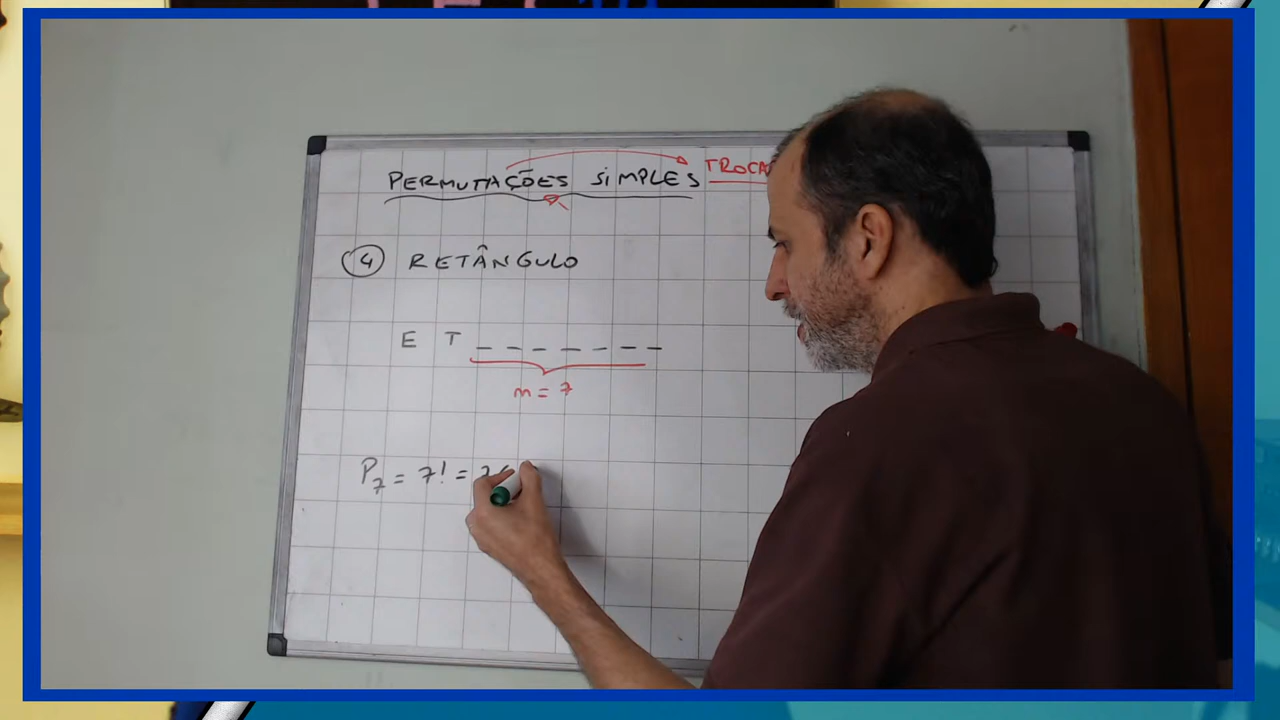 PERMUTAÇÕES SIMPLES
④ RETÂNGULO
E T _ _ _ _ _ _ _
m = 7
P7 = 7! =